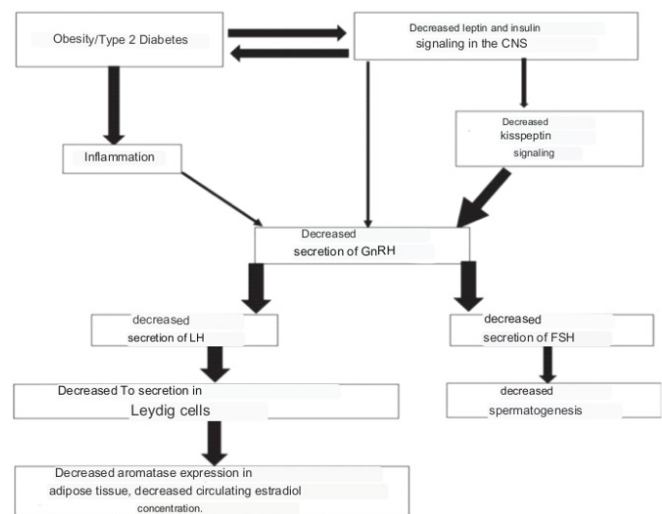 Obesity/Type 2 Diabetes
Decreased leptin and insulin
signaling in the CNS
Decreased
kisspeptin
signaling
Inflammation
Decreased
secretion of GnRH
decreased
secretion of LH
decreased
secretion of FSH
Decreased To secretion in
Leydig cells
decreased
spermatogenesis
Decreased aromatase expression in
adipose tissue, decreased circulating estradiol
concentration.